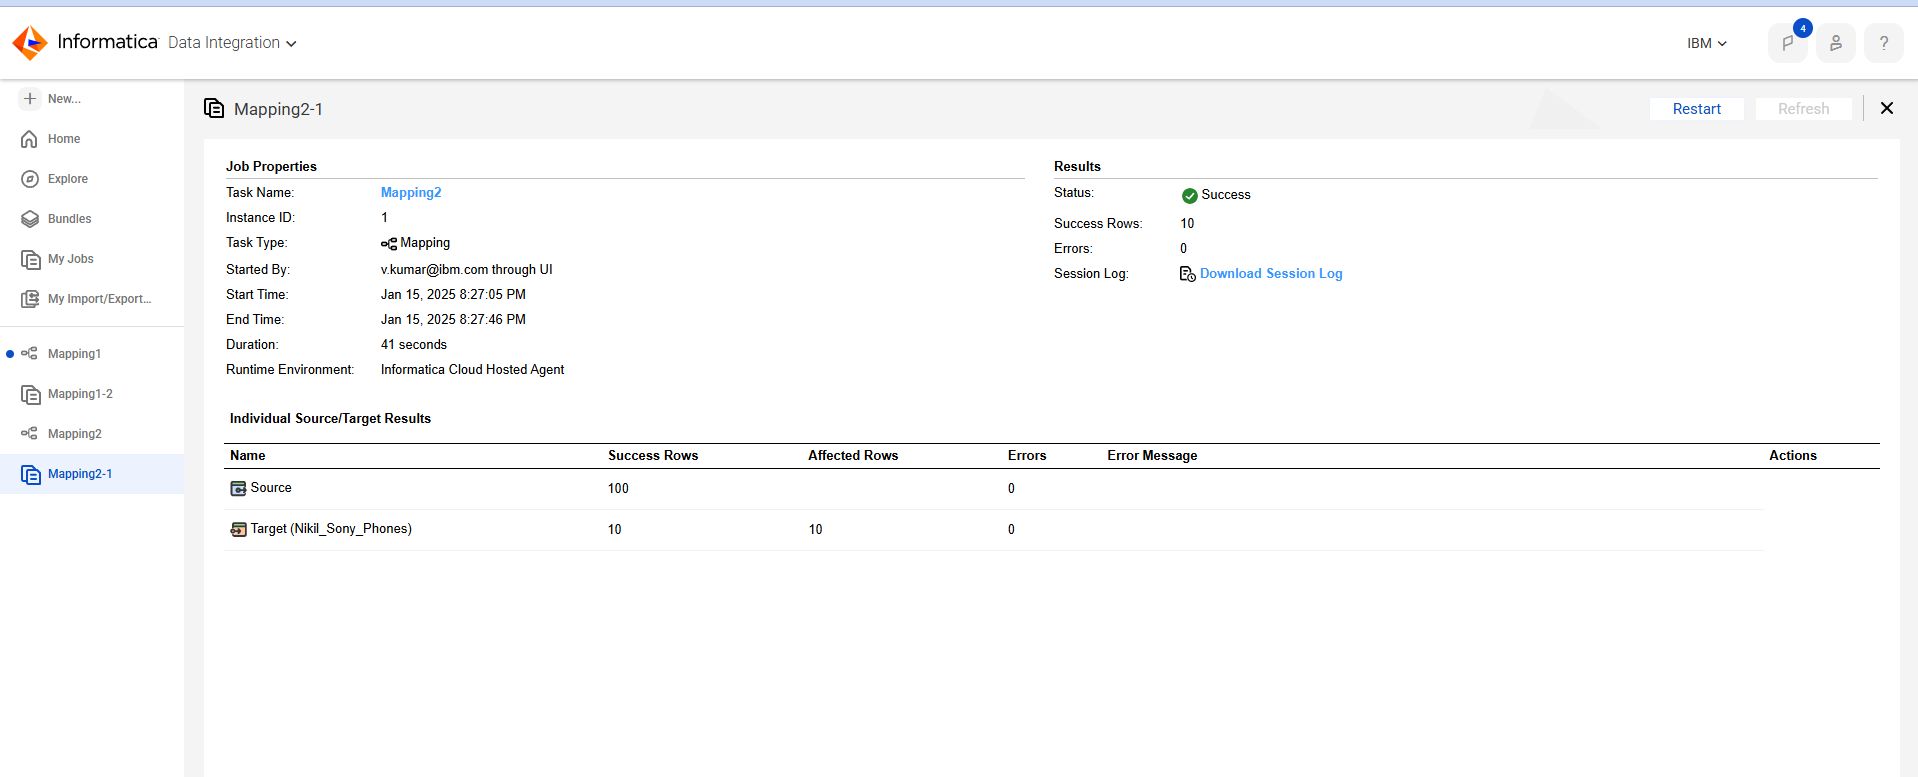 Informatica Data Integration
IBM
4
?
New...
Home
Explore
Bundles
My Jobs
My Import/Export...
Mapping1
Mapping1-2
Mapping2
Mapping2-1
Mapping2-1
Restart
Refresh
Job Properties
Task Name: Mapping2
Instance ID: 1
Task Type: Mapping
Started By: v.kumar@ibm.com through UI
Start Time: Jan 15, 2025 8:27:05 PM
End Time: Jan 15, 2025 8:27:46 PM
Duration: 41 seconds
Runtime Environment: Informatica Cloud Hosted Agent
Results
Status: Success
Success Rows: 10
Errors: 0
Session Log: Download Session Log
Individual Source/Target Results
Name Success Rows Affected Rows Errors Error Message Actions
Source 100 0
Target (Nikil_Sony_Phones) 10 10 0